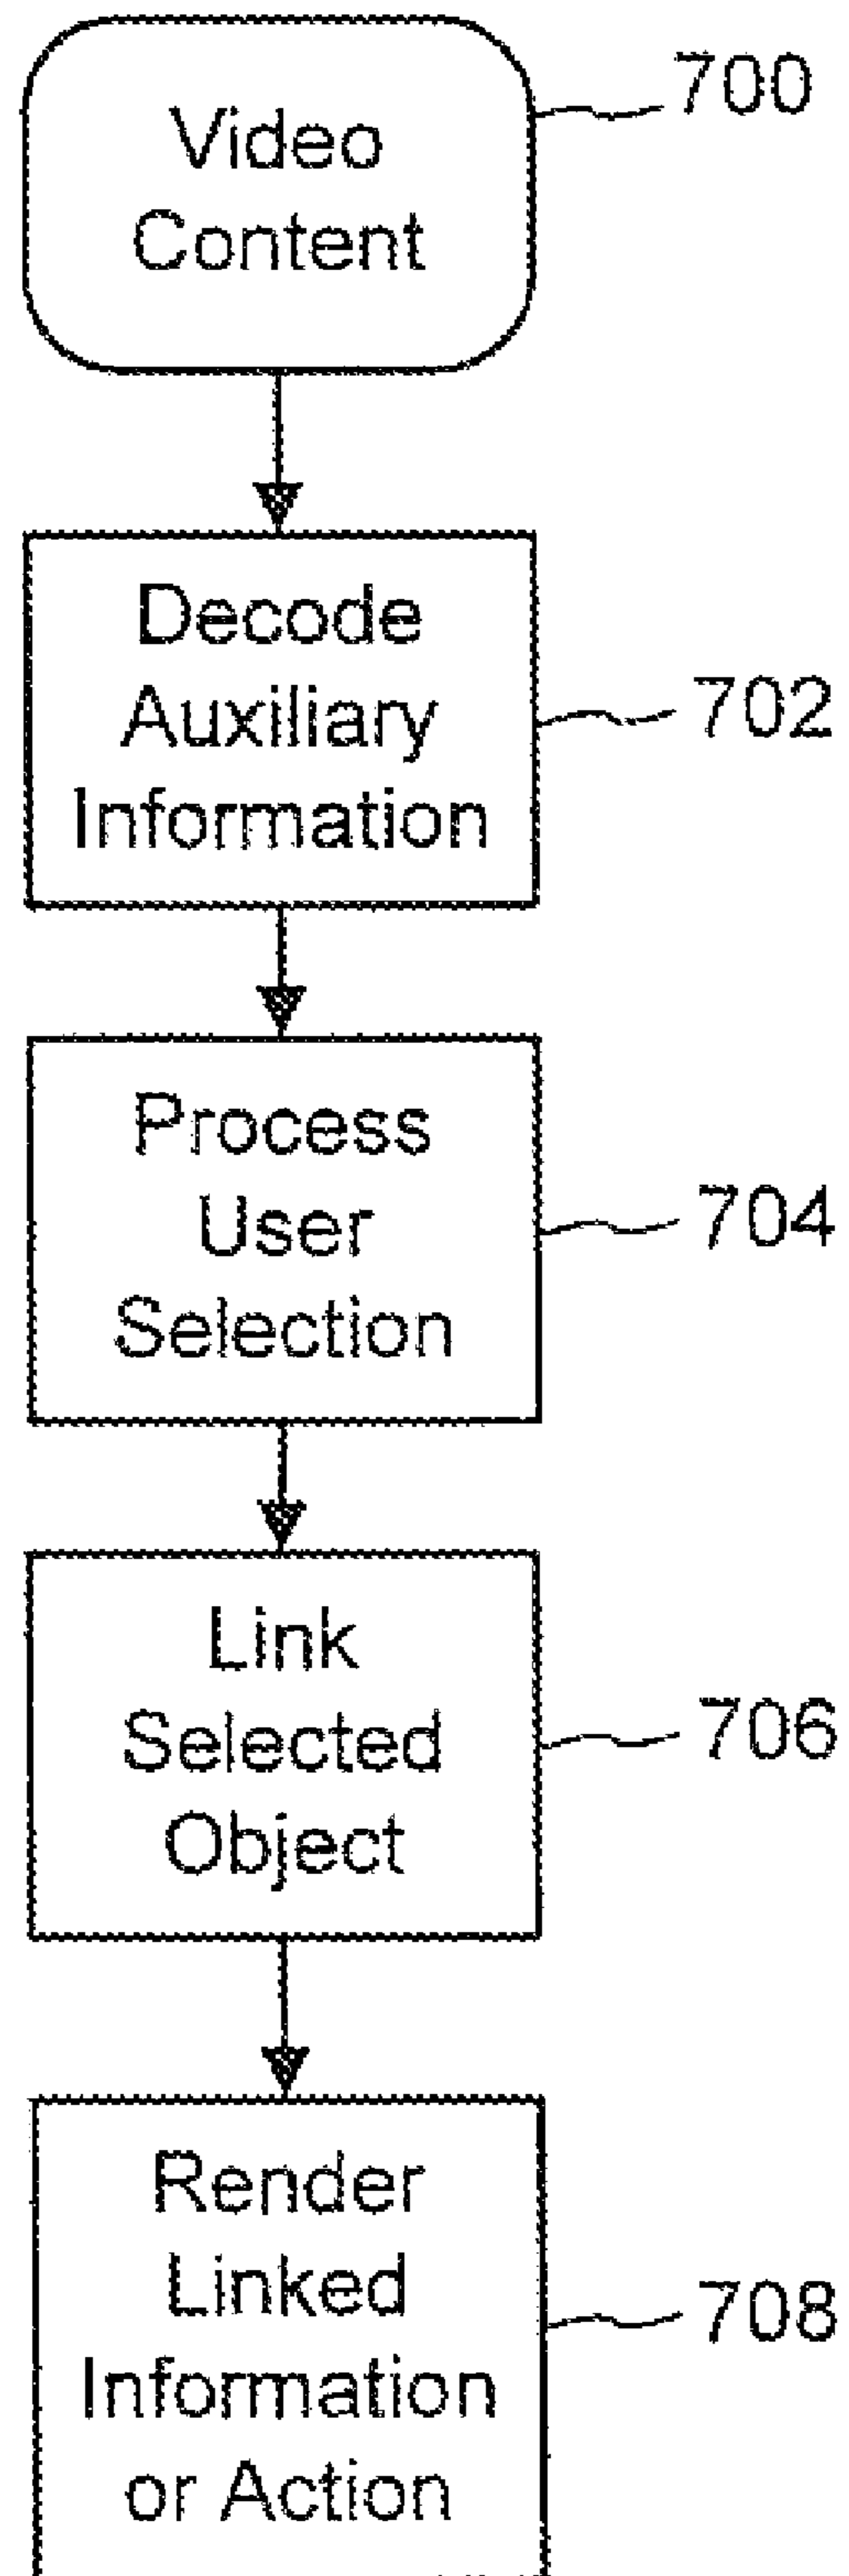 Video
Content
700
Decode
Auxiliary
Information
702
Process
User
Selection
704
Link
Selected
Object
706
Render
Linked
Information
or Action
708